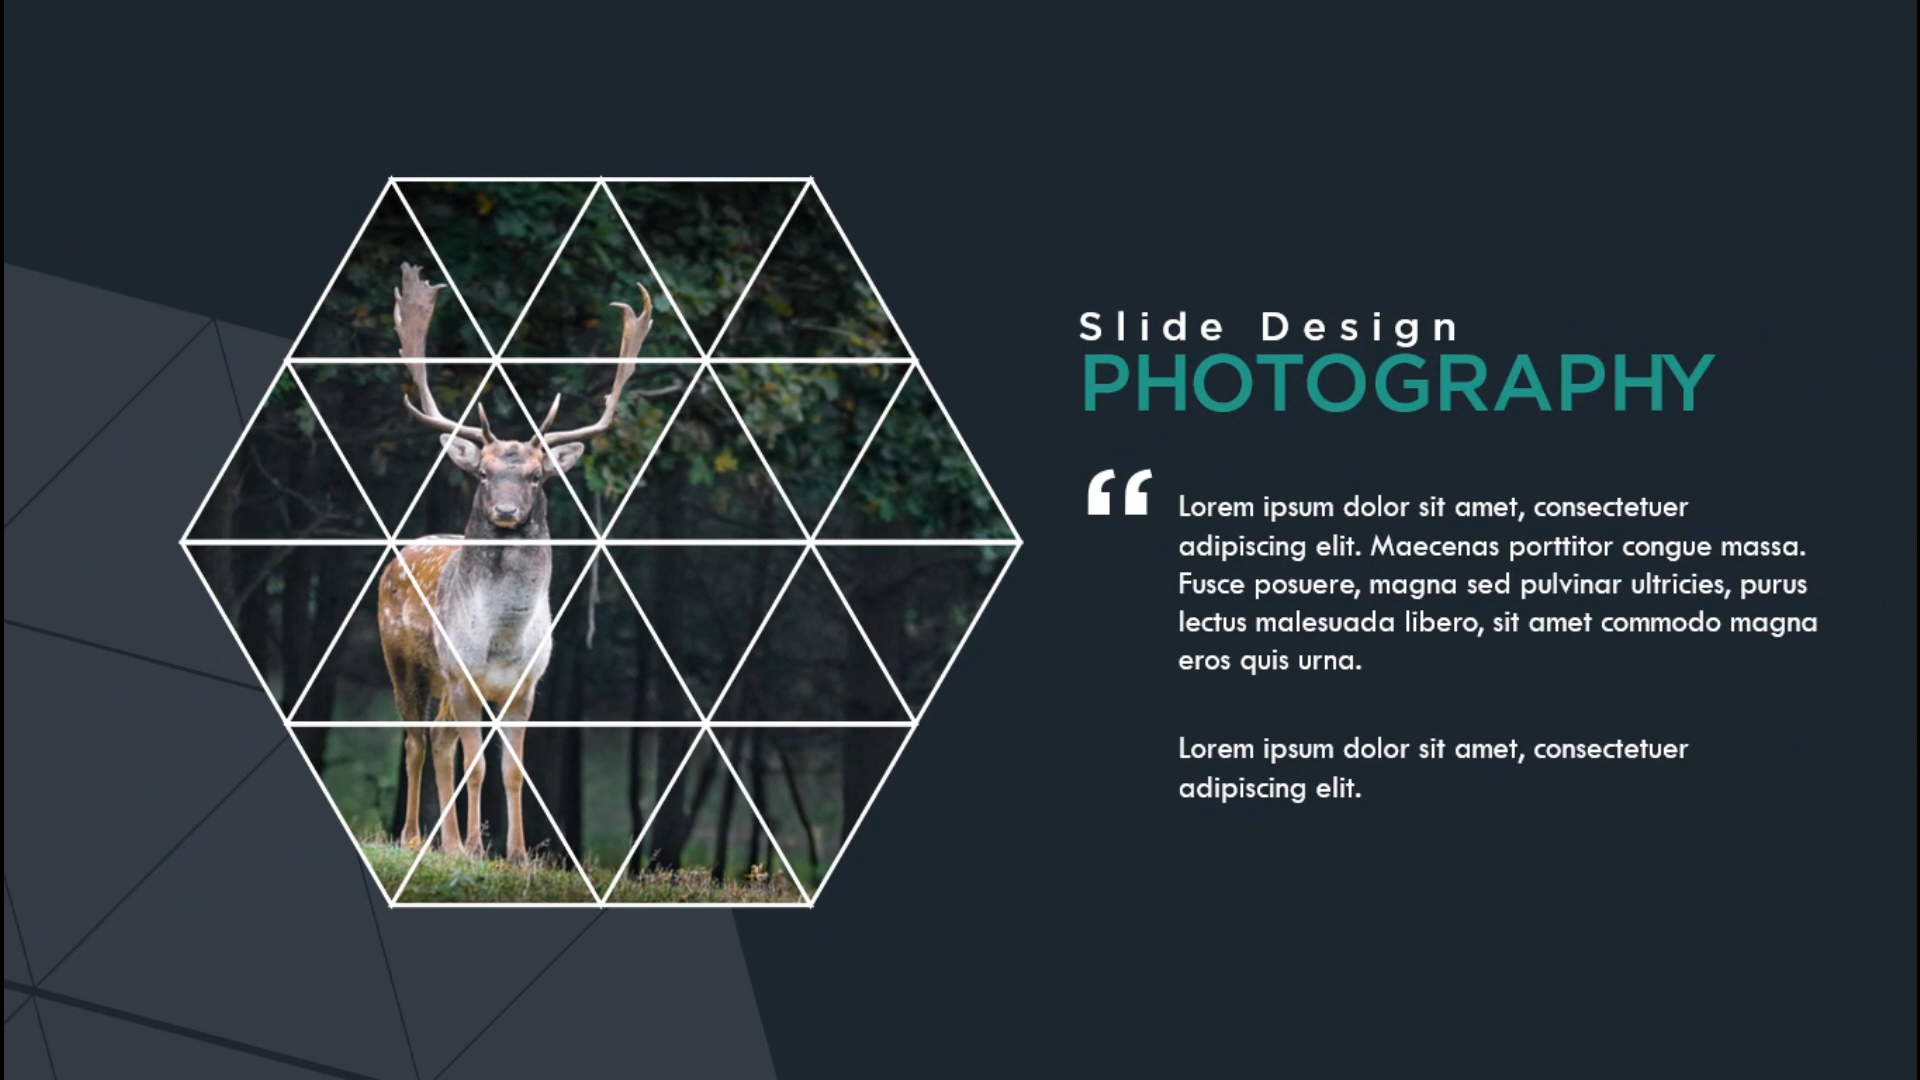 Slide Design
PHOTOGRAPHY
“
Lorem ipsum dolor sit amet, consectetuer
adipiscing elit. Maecenas porttitor congue massa.
Fusce posuere, magna sed pulvinar ultricies, purus
lectus malesuada libero, sit amet commodo magna
eros quis urna.
Lorem ipsum dolor sit amet, consectetuer
adipiscing elit.